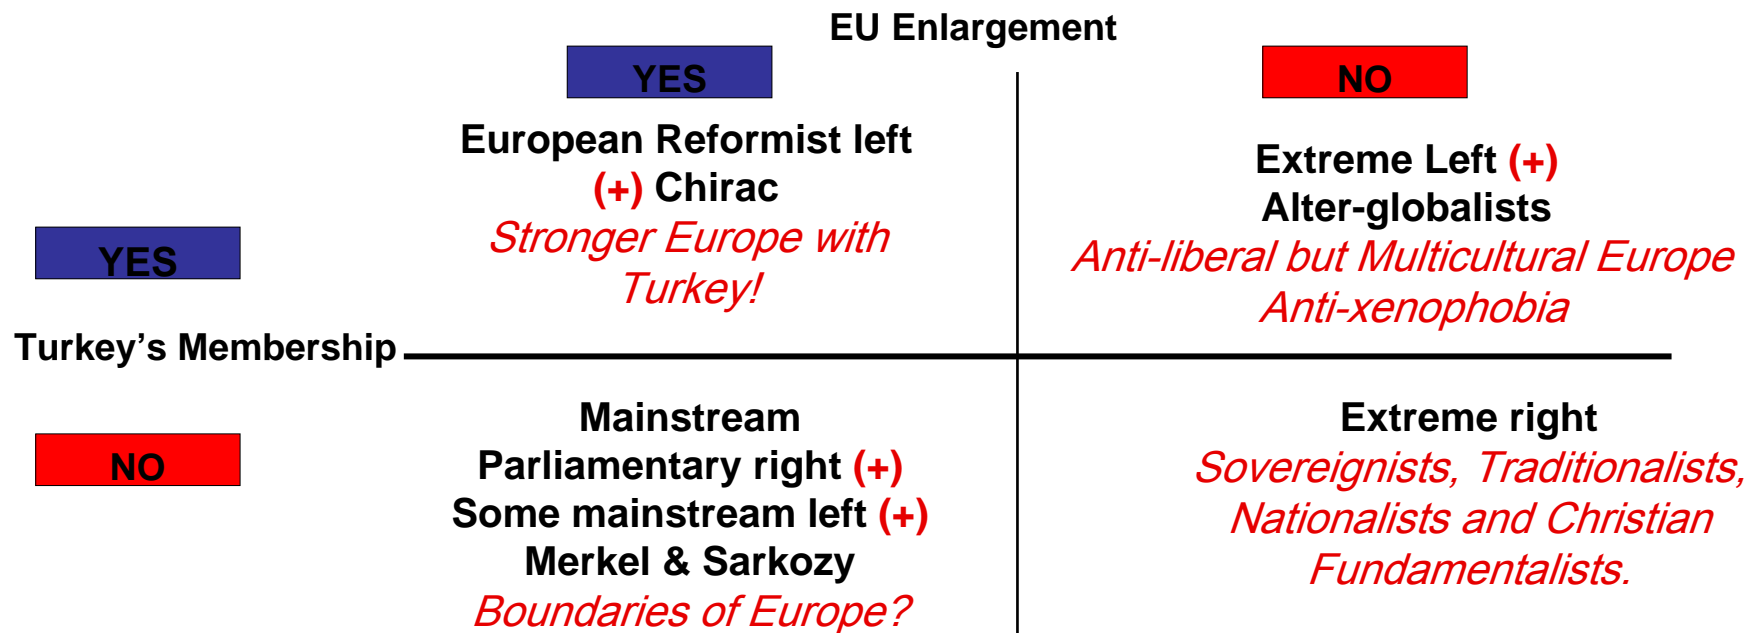 EU Enlargement
YES
NO
European Reformist left
(+) Chirac
Stronger Europe with
Turkey!
Extreme Left (+)
Alter-globalists
Anti-liberal but Multicultural Europe
Anti-xenophobia
YES
Turkey’s Membership
NO
Mainstream
Parliamentary right (+)
Some mainstream left (+)
Merkel & Sarkozy
Boundaries of Europe?
Extreme right
Sovereignists, Traditionalists,
Nationalists and Christian
Fundamentalists.